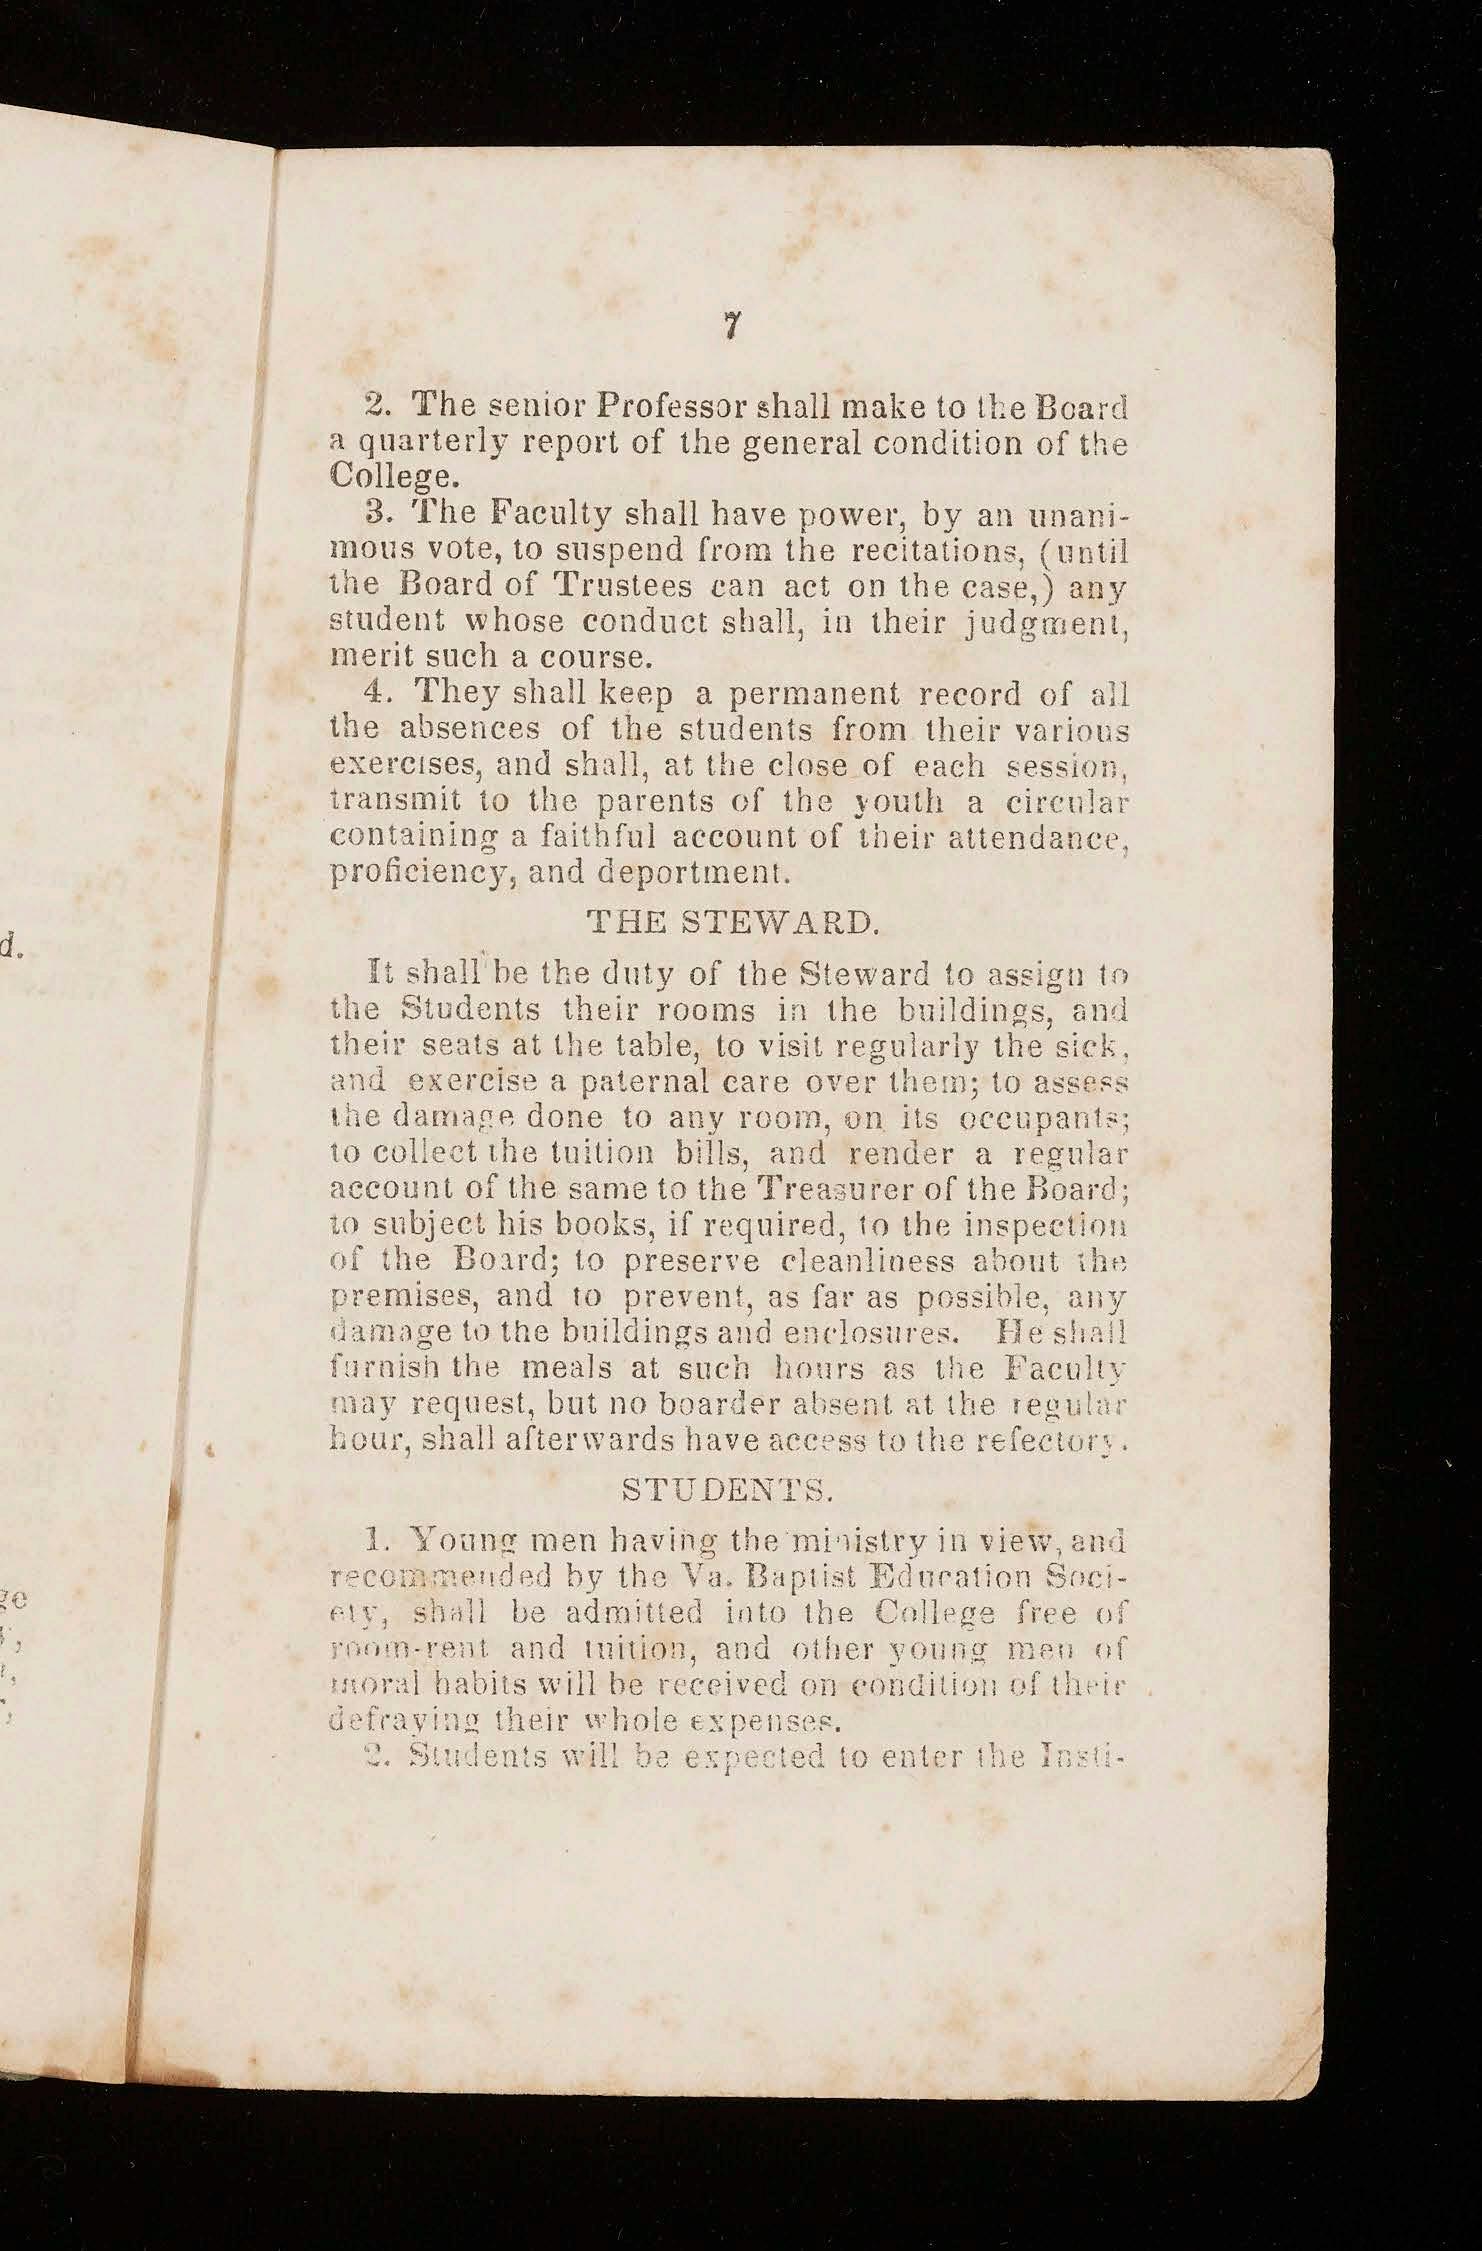 7
2. The senior Professor shall make to the Board
a quarterly report of the general condition of the
College.
3. The Faculty shall have power, by an unani-
mous vote, to suspend from the recitations, (until
the Board of Trustees can act on the case,) any
student whose conduct shall, in their judgment,
merit such a course.
4. They shall keep a permanent record of all
the absences of the students from their various
exercises, and shall, at the close of each session,
transmit to the parents of the youth a circular
containing a faithful account of their attendance,
proficiency, and deportment.
THE STEWARD.
It shall be the duty of the Steward to assign to
the Students their rooms in the buildings, and
their seats at the table, to visit regularly the sick,
and exercise a paternal care over them; to assess
the damage done to any room, on its occupants;
to collect the tuition bills, and render a regular
account of the same to the Treasurer of the Board;
to subject his books, if required, to the inspection
of the Board; to preserve cleanliness about the
premises, and to prevent, as far as possible, any
damage to the buildings and enclosures. He shall
furnish the meals at such hours as the Faculty
may request, but no boarder absent at the regular
hour, shall afterwards have access to the refectory.
STUDENTS.
1. Young men having the ministry in view, and
recommended by the Va. Baptist Education Soci-
ety, shall be admitted into the College free of
room-rent and tuition, and other young men of
moral habits will be received on condition of their
defraying their whole expenses.
2. Students will be expected to enter the Insti-